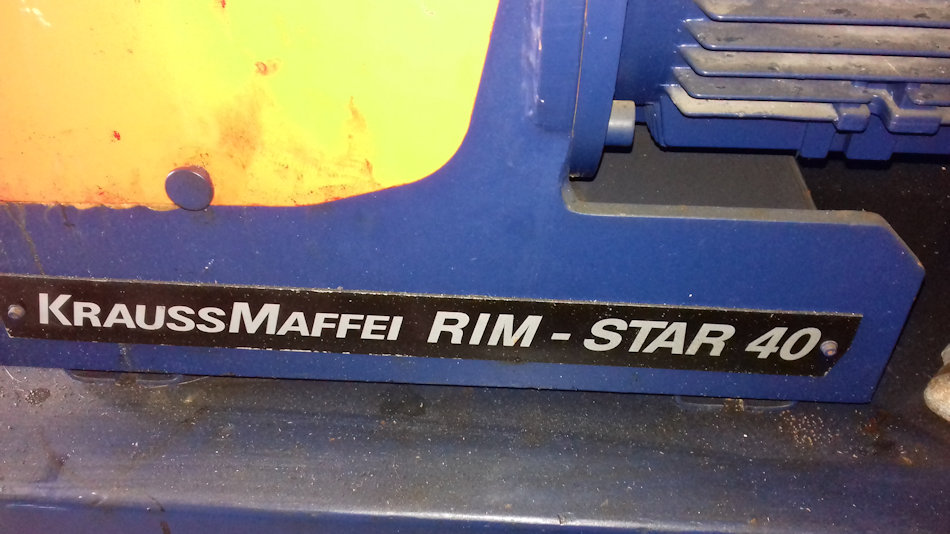 KRAUSSMAFFEI RIM - STAR 40